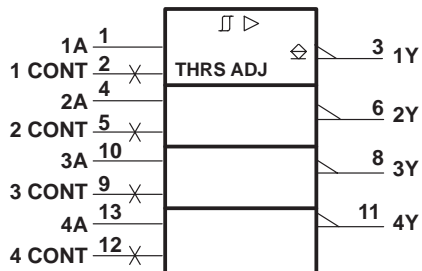 1A 1 3 1Y
1 CONT 2 THRS ADJ
2A 4 6 2Y
2 CONT 5
3A 10 8 3Y
3 CONT 9
4A 13 11 4Y
4 CONT 12